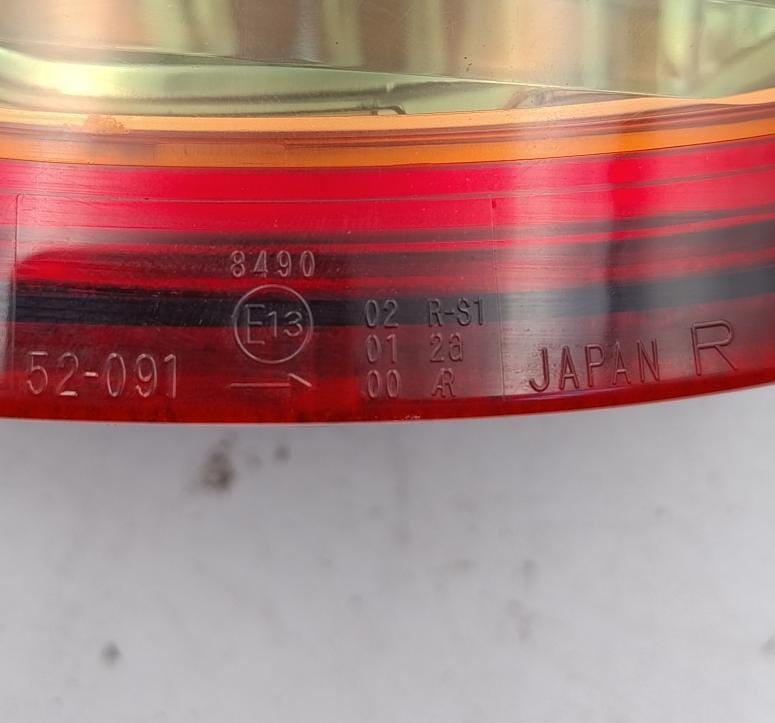 8490
E13
02 R-S1
01 2a
00 AR
52-091
JAPAN R